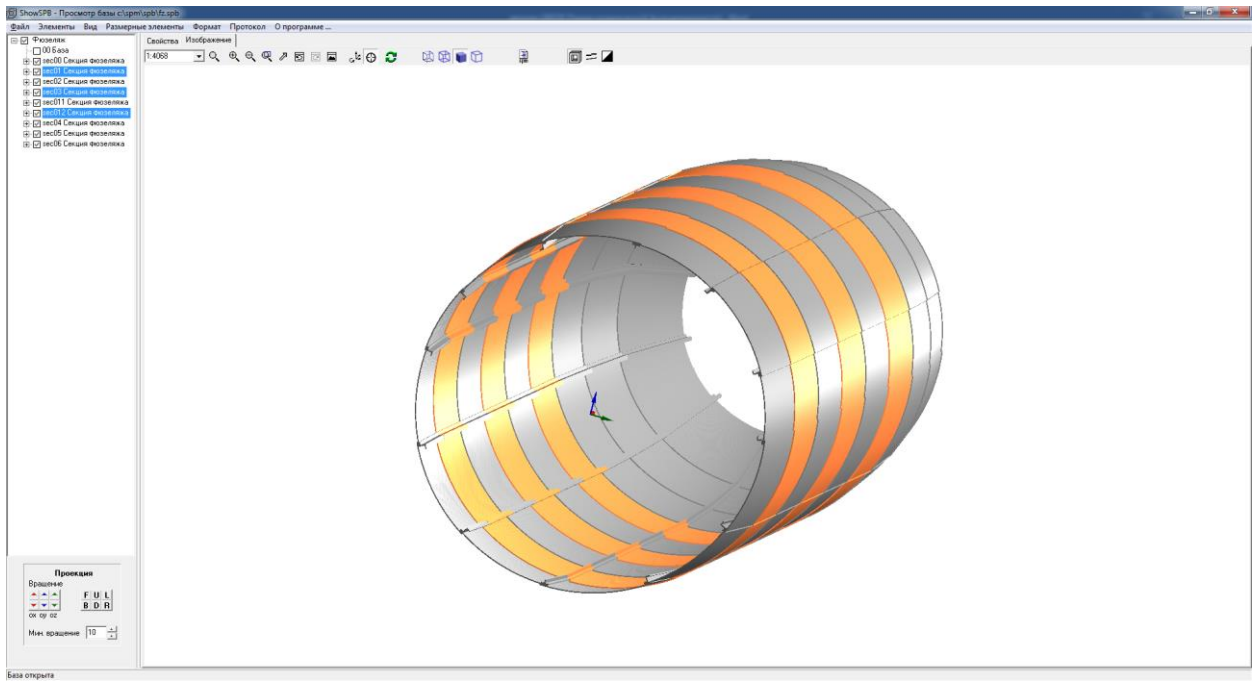 ShowSPB - Просмотр базы c:\spm\spb\fz.spb
Файл Элементы Вид Размерные элементы Формат Протокол О программе ...
Фюзеляж
00 База
sec00 Секция фюзеляжа
sec01 Секция фюзеляжа
sec02 Секция фюзеляжа
sec03 Секция фюзеляжа
sec011 Секция фюзеляжа
sec012 Секция фюзеляжа
sec04 Секция фюзеляжа
sec05 Секция фюзеляжа
sec06 Секция фюзеляжа
Свойства Изображение
1:4068
Проекция
Вращение
F U L
B D R
ox oy oz
Мин. вращение 10
База открыта